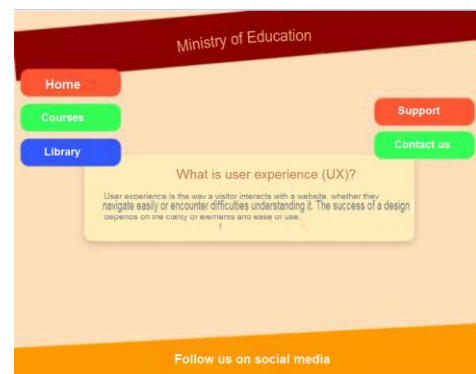 Ministry of Education
Home
Courses
Library
Support
Contact us
What is user experience (UX)?
User experience is the way a visitor interacts with a website, whether they
navigate easily or encounter difficulties understanding it. The success of a design
depends on the clarity of elements and ease of use.
Follow us on social media